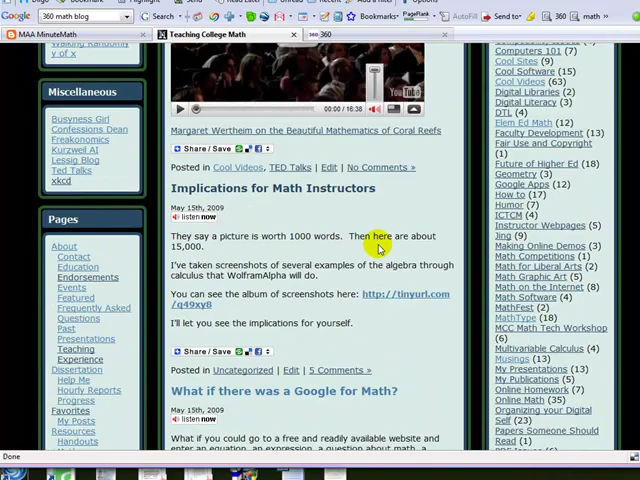 360 math blog
Search
Bookmarks
PageRank
AutoFill
Send to
360
math
MAA MinuteMath
Teaching College Math
360
y of x
Miscellaneous
Busyness Girl
Confessions Dean
Freakonomics
Kurzweil AI
Lessig Blog
Ted Talks
xkcd
Pages
About
Contact
Education
Endorsements
Events
Featured
Frequently Asked
Questions
Past
Presentations
Teaching
Experience
Dissertation
Help Me
Hourly Reports
Progress
Favorites
My Posts
Resources
Handouts
00:00 / 16:38
YouTube
Margaret Wertheim on the Beautiful Mathematics of Coral Reefs
Share / Save
Posted in Cool Videos, TED Talks | Edit | No Comments »
Implications for Math Instructors
May 15th, 2009
listen now
They say a picture is worth 1000 words. Then here are about
15,000.
I've taken screenshots of several examples of the algebra through
calculus that WolframAlpha will do.
You can see the album of screenshots here: http://tinyurl.com
/q49xy8
I'll let you see the implications for yourself.
Share / Save
Posted in Uncategorized | Edit | 5 Comments »
What if there was a Google for Math?
May 15th, 2009
listen now
What if you could go to a free and readily available website and
Computers 101 (7)
Cool Sites (9)
Cool Software (15)
Cool Videos (63)
Digital Libraries (2)
Digital Literacy (3)
DTL (4)
Elem Ed Math (27)
Faculty Development (13)
Fair Use and Copyright
(3)
Future of Higher Ed (18)
Geometry (3)
Google Apps (12)
How to (17)
Humor (7)
ICTCM (4)
Instructor Webpages (5)
Jing (9)
Making Online Demos (3)
Math Competitions (1)
Math for Liberal Arts (2)
Math Graphic Art (5)
Math on the Internet (8)
Math Software (4)
MathFest (2)
MathType (18)
MCC Math Tech Workshop
(6)
Multivariable Calculus (4)
Musings (13)
My Presentations (13)
My Publications (5)
Online Homework (7)
Online Math (35)
Organizing your Digital
Self (23)
Papers Someone Should
Read (1)
Done